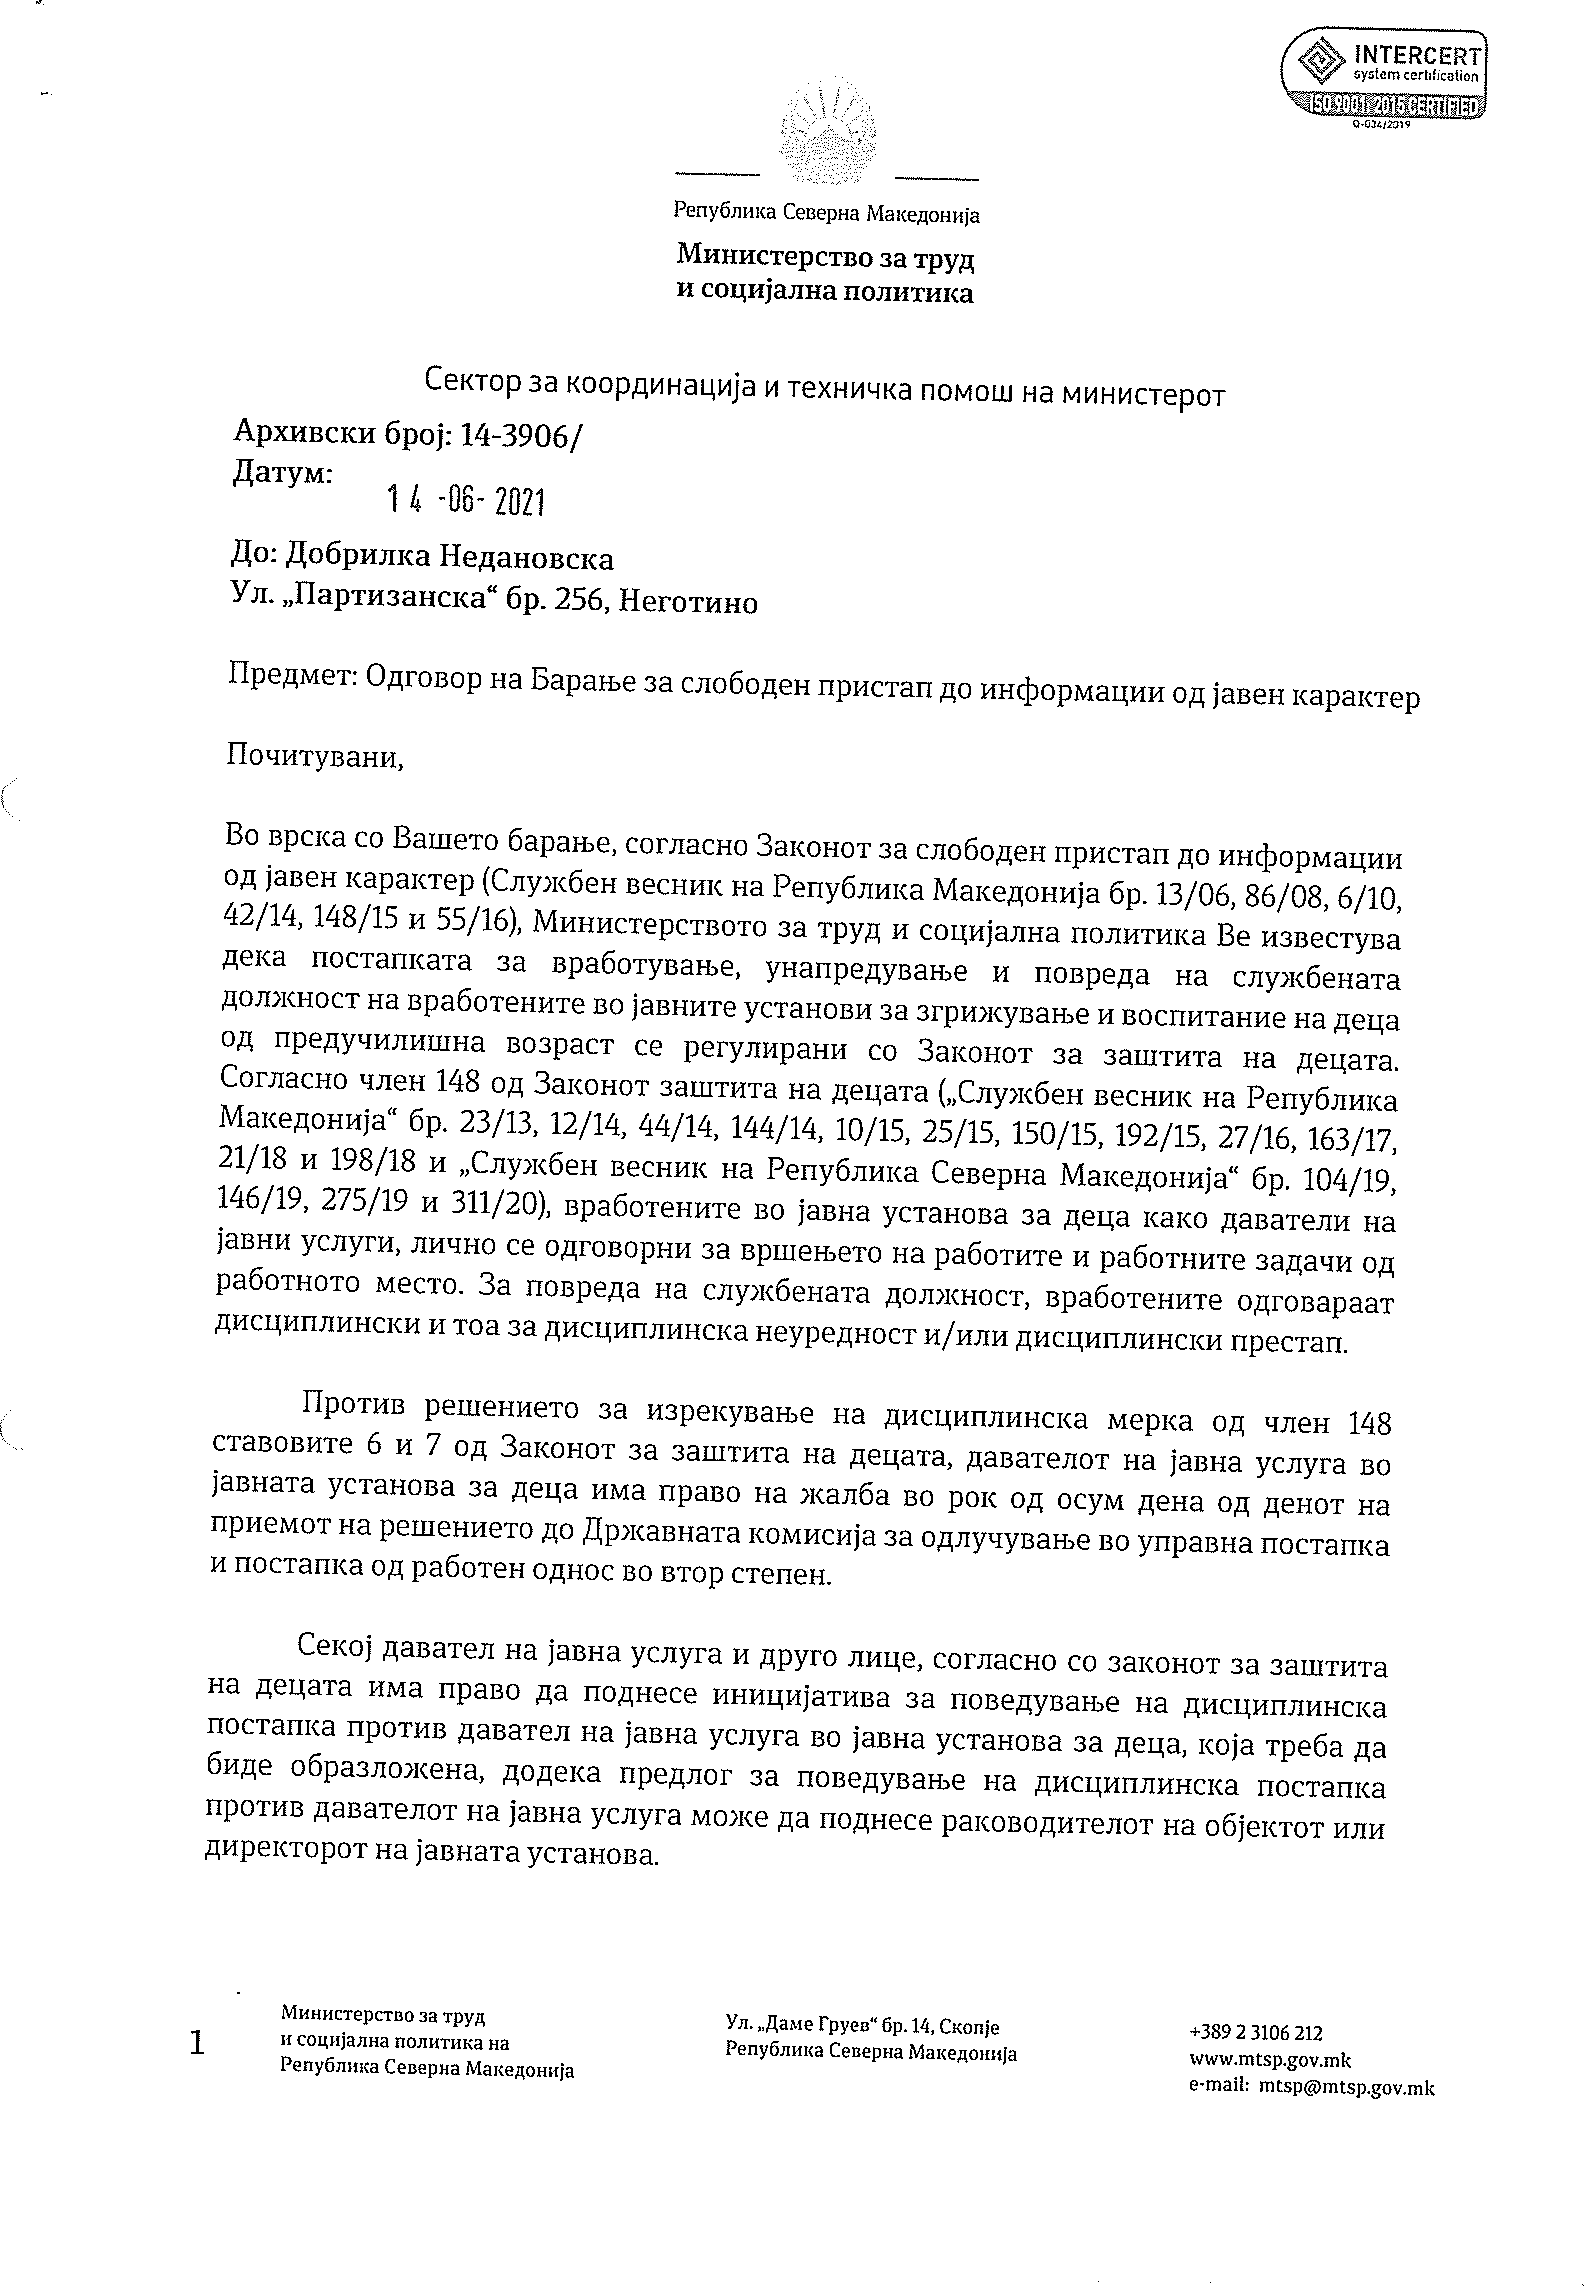 INTERCERT
system certification
ISO 9001: 2015 CERTIFIED
Q-034/2019
Република Северна Македонија
Министерство за труд
и социјална политика
Сектор за координација и техничка помош на министерот
Архивски број: 14-3906/
Датум:
14 -06- 2021
До: Добрилка Недановска
Ул. „Партизанска“ бр. 256, Неготино
Предмет: Одговор на Барање за слободен пристап до информации од јавен карактер
Почитувани,
Во врска со Вашето барање, согласно Законот за слободен пристап до информации
од јавен карактер (Службен весник на Република Македонија бр. 13/06, 86/08, 6/10,
42/14, 148/15 и 55/16), Министерството за труд и социјална политика Ве известува
дека постапката за вработување, унапредување и повреда на службената
должност на вработените во јавните установи за згрижување и воспитание на деца
од предучилишна возраст се регулирани со Законот за заштита на децата.
Согласно член 148 од Законот заштита на децата („Службен весник на Република
Македонија“ бр. 23/13, 12/14, 44/14, 144/14, 10/15, 25/15, 150/15, 192/15, 27/16, 163/17,
21/18 и 198/18 и „Службен весник на Република Северна Македонија“ бр. 104/19,
146/19, 275/19 и 311/20), вработените во јавна установа за деца како даватели на
јавни услуги, лично се одговорни за вршењето на работите и работните задачи од
работното место. За повреда на службената должност, вработените одговараат
дисциплински и тоа за дисциплинска неуредност и/или дисциплински престап.
Против решението за изрекување на дисциплинска мерка од член 148
ставовите 6 и 7 од Законот за заштита на децата, давателот на јавна услуга во
јавната установа за деца има право на жалба во рок од осум дена од денот на
приемот на решението до Државната комисија за одлучување во управна постапка
и постапка од работен однос во втор степен.
Секој давател на јавна услуга и друго лице, согласно со законот за заштита
на децата има право да поднесе иницијатива за поведување на дисциплинска
постапка против давател на јавна услуга во јавна установа за деца, која треба да
биде образложена, додека предлог за поведување на дисциплинска постапка
против давателот на јавна услуга може да поднесе раководителот на објектот или
директорот на јавната установа.
1
Министерство за труд
и социјална политика на
Република Северна Македонија
Ул. „Даме Груев“ бр. 14, Скопје
Република Северна Македонија
+389 2 3106 212
www.mtsp.gov.mk
e-mail: mtsp@mtsp.gov.mk